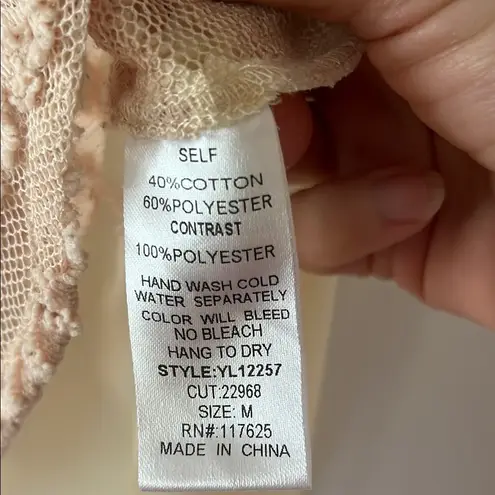 SELF
40%COTTON
60%POLYESTER
CONTRAST
100%POLYESTER
HAND WASH COLD
WATER SEPARATELY
COLOR WILL BLEED
NO BLEACH
HANG TO DRY
STYLE:YL12257
CUT:22968
SIZE: M
RN#:117625
MADE IN CHINA